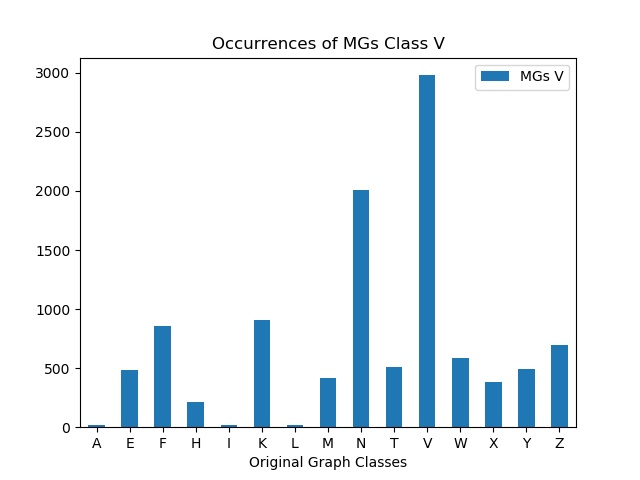 Occurrences of MGs Class V
MGs V
3000
2500
2000
1500
1000
500
0
A E F H I K L M N T V W X Y Z
Original Graph Classes